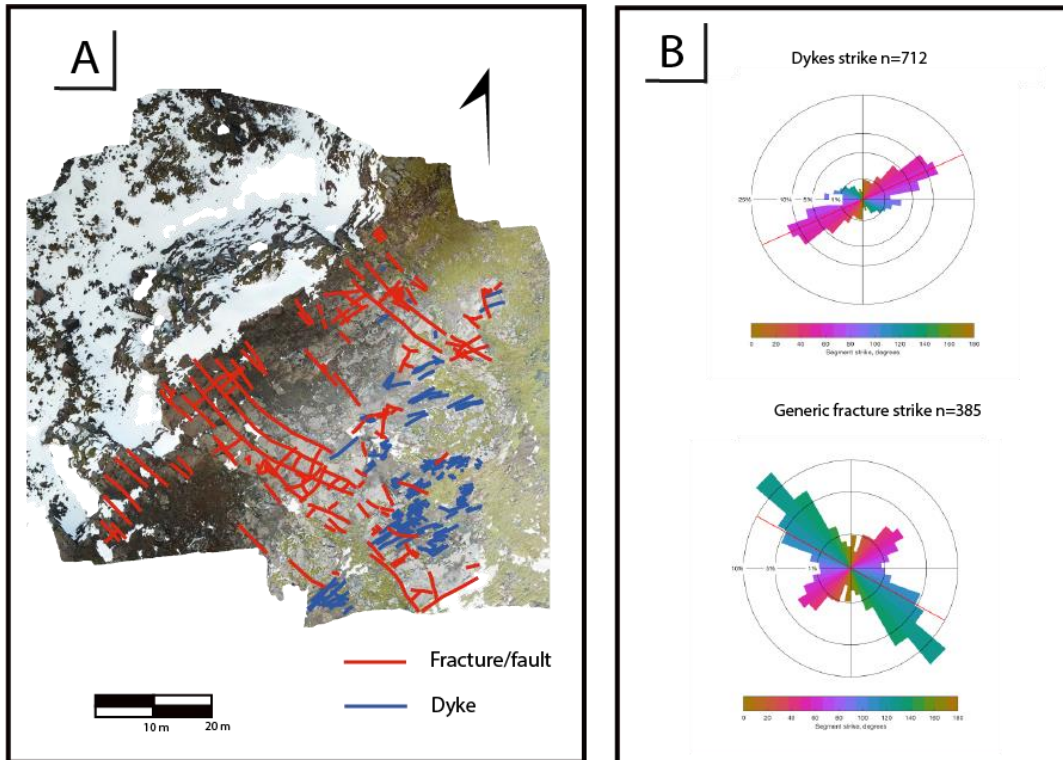 A
Fracture/fault
Dyke
10 m
20 m
B
Dykes strike n=712
25%
10%
5%
1%
0 20 40 60 80 100 120 140 160 180
Segment strike, degrees
Generic fracture strike n=385
10%
1%
0 20 40 60 80 100 120 140 160 180
Segment strike, degrees